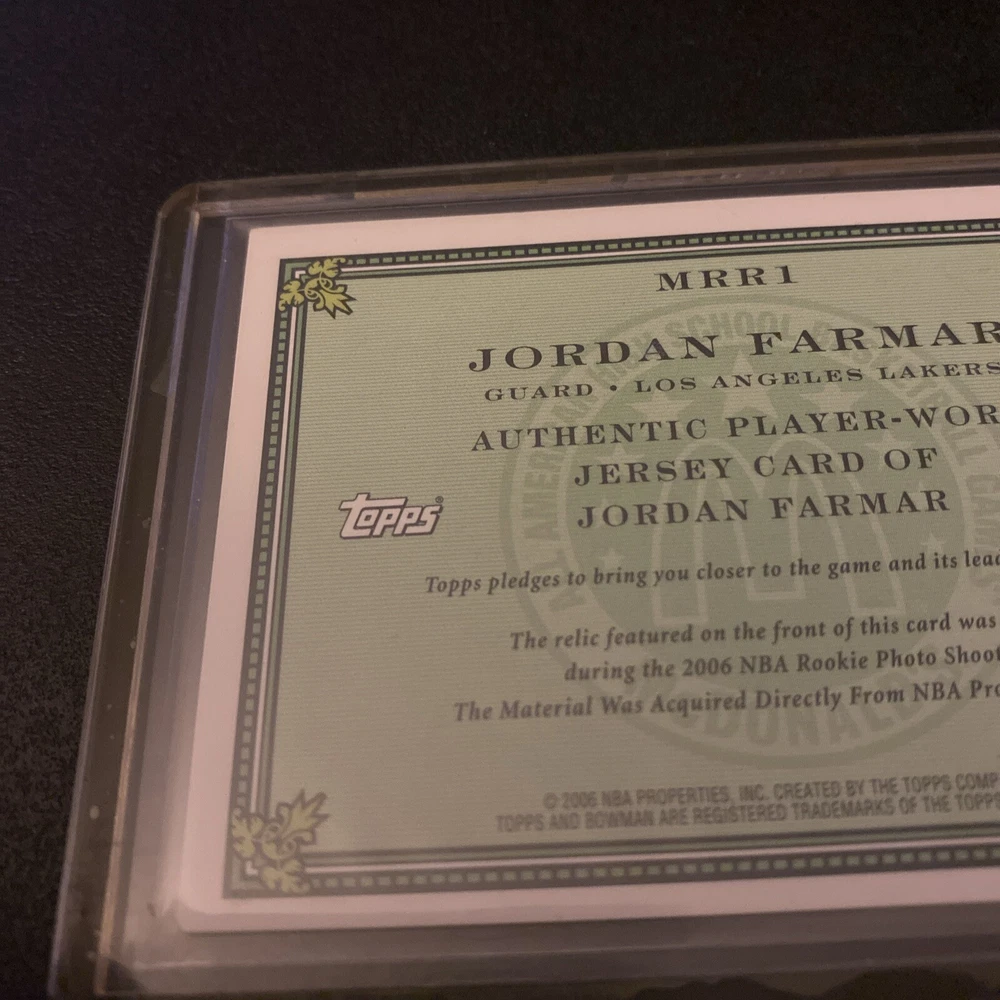 MRR1
JORDAN FARMAR
GUARD • LOS ANGELES LAKERS
AUTHENTIC PLAYER-WOR
JERSEY CARD OF
JORDAN FARMAR
Topps®
Topps pledges to bring you closer to the game and its lea
The relic featured on the front of this card was
during the 2006 NBA Rookie Photo Shoot
The Material Was Acquired Directly From NBA Pro
© 2006 NBA PROPERTIES, INC. CREATED BY THE TOPPS COMP
TOPPS AND BOWMAN ARE REGISTERED TRADEMARKS OF THE TOPPS